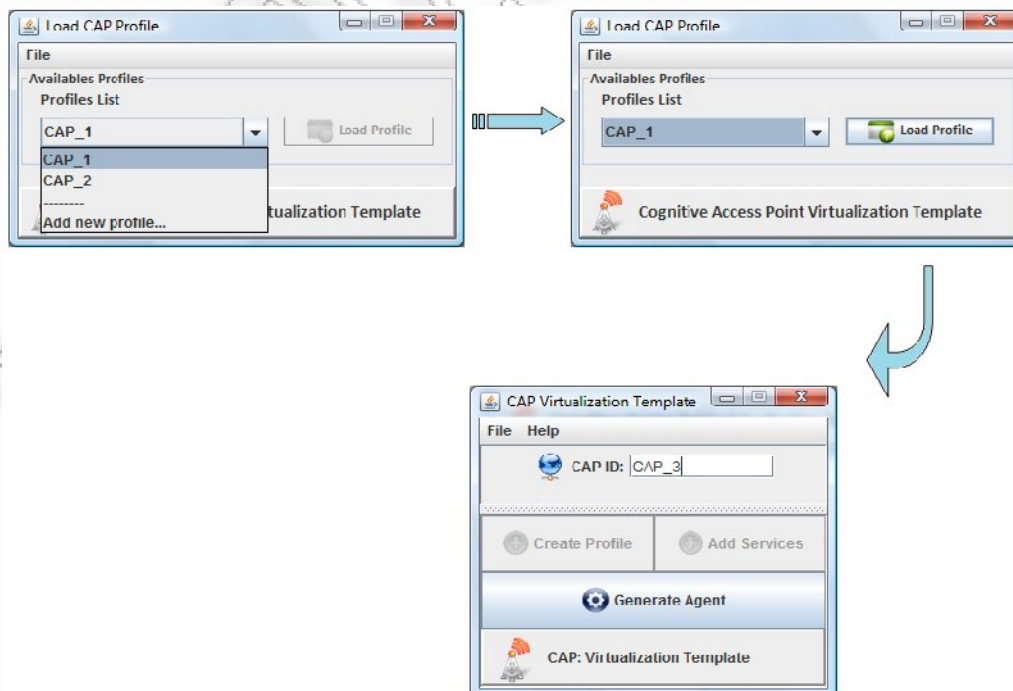 Load CAP Profile
File
Availables Profiles
Profiles List
CAP_1
Load Profile
CAP_1
CAP_2
--------
Add new profile...
tualization Template
Load CAP Profile
File
Availables Profiles
Profiles List
CAP_1
Load Profile
Cognitive Access Point Virtualization Template
CAP Virtualization Template
File Help
CAP ID: CAP_3
Create Profile
Add Services
Generate Agent
CAP: Virtualization Template